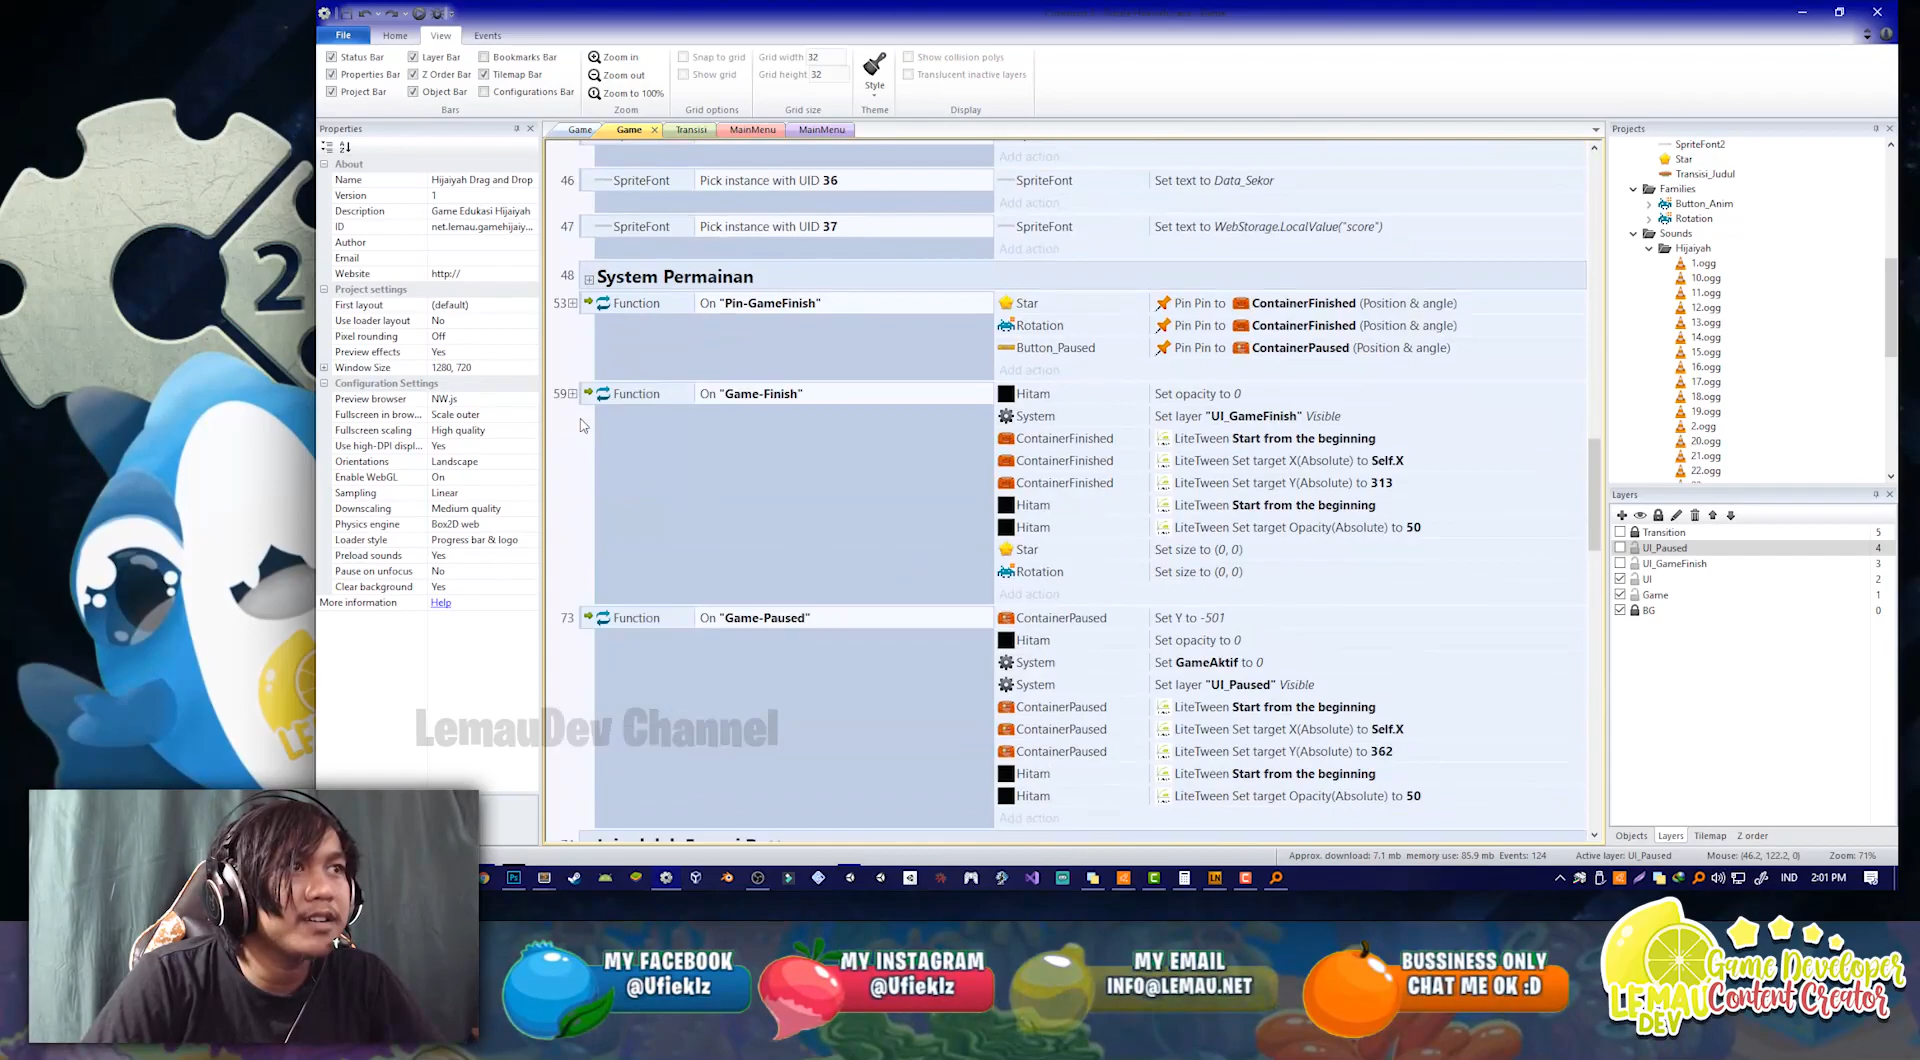 File
Home
View
Events
Status Bar
Layer Bar
Bookmarks Bar
Properties Bar
Z Order Bar
Tilemap Bar
Project Bar
Object Bar
Configurations Bar
Bars
Zoom in
Zoom out
Zoom to 100%
Zoom
Snap to grid
Show grid
Grid options
Grid width 32
Grid height 32
Grid size
Style
Theme
Show collision polys
Translucent inactive layers
Display
Properties
About
Name Hijaiyah Drag and Drop
Version 1
Description Game Edukasi Hijaiyah
ID net.lemau.gamehijaiy...
Author
Email
Website http://
Project settings
First layout (default)
Use loader layout No
Pixel rounding Off
Preview effects Yes
Window Size 1280, 720
Configuration Settings
Preview browser NW.js
Fullscreen in brow... Scale outer
Fullscreen scaling High quality
Use high-DPI displ... Yes
Orientations Landscape
Enable WebGL On
Sampling Linear
Downscaling Medium quality
Physics engine Box2D web
Loader style Progress bar & logo
Preload sounds Yes
Pause on unfocus No
Clear background Yes
More information Help
Game
Game
Transisi
MainMenu
MainMenu
Add action
46 SpriteFont Pick instance with UID 36 SpriteFont Set text to Data_Sekor
Add action
47 SpriteFont Pick instance with UID 37 SpriteFont Set text to WebStorage.LocalValue("score")
Add action
48 System Permainan
53 Function On "Pin-GameFinish" Star Pin Pin to ContainerFinished (Position & angle)
Rotation Pin Pin to ContainerFinished (Position & angle)
Button_Paused Pin Pin to ContainerPaused (Position & angle)
Add action
59 Function On "Game-Finish" Hitam Set opacity to 0
System Set layer "UI_GameFinish" Visible
ContainerFinished LiteTween Start from the beginning
ContainerFinished LiteTween Set target X(Absolute) to Self.X
ContainerFinished LiteTween Set target Y(Absolute) to 313
Hitam LiteTween Start from the beginning
Hitam LiteTween Set target Opacity(Absolute) to 50
Star Set size to (0, 0)
Rotation Set size to (0, 0)
Add action
73 Function On "Game-Paused" ContainerPaused Set Y to -501
Hitam Set opacity to 0
System Set GameAktif to 0
System Set layer "UI_Paused" Visible
ContainerPaused LiteTween Start from the beginning
ContainerPaused LiteTween Set target X(Absolute) to Self.X
ContainerPaused LiteTween Set target Y(Absolute) to 362
Hitam LiteTween Start from the beginning
Hitam LiteTween Set target Opacity(Absolute) to 50
Add action
Projects
SpriteFont2
Star
Transisi_Judul
Families
Button_Anim
Rotation
Sounds
Hijaiyah
1.ogg
10.ogg
11.ogg
12.ogg
13.ogg
14.ogg
15.ogg
16.ogg
17.ogg
18.ogg
19.ogg
2.ogg
20.ogg
21.ogg
22.ogg
Layers
Transition 5
UI_Paused 4
UI_GameFinish 3
UI 2
Game 1
BG 0
Objects
Layers
Tilemap
Z order
Approx. download: 7.1 mb memory use: 85.9 mb Events: 124
Active layer: UI_Paused
Mouse: (46.2, 122.2, 0)
Zoom: 71%
IND
2:01 PM
LemauDev Channel
MY FACEBOOK
@Ufieklz
MY INSTAGRAM
@Ufieklz
MY EMAIL
INFO@LEMAU.NET
BUSSINESS ONLY
CHAT ME OK :D
LEMAU
DEV
Game Developer
Content Creator